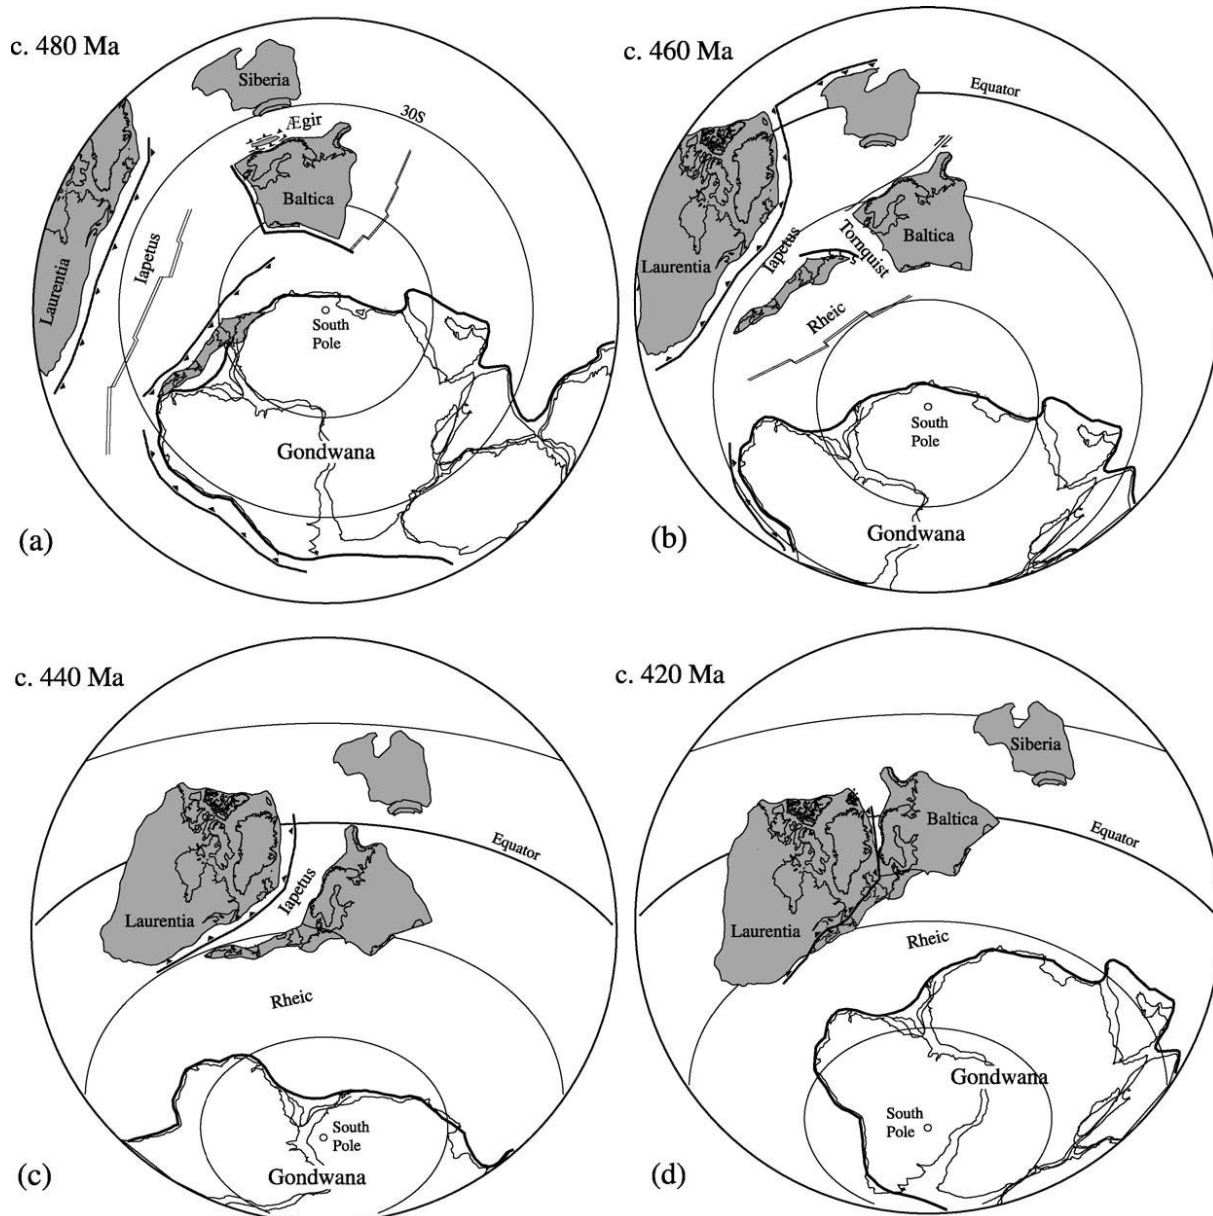 c. 480 Ma
Siberia
30S
Ægir
Baltica
Iapetus
Laurentia
South
Pole
Gondwana
(a)
c. 460 Ma
Equator
Baltica
Tornquist
Iapetus
Laurentia
Rheic
South
Pole
Gondwana
(b)
c. 440 Ma
Equator
Iapetus
Laurentia
Rheic
South
Pole
Gondwana
(c)
c. 420 Ma
Siberia
Baltica
Equator
Laurentia
Rheic
Gondwana
South
Pole
(d)